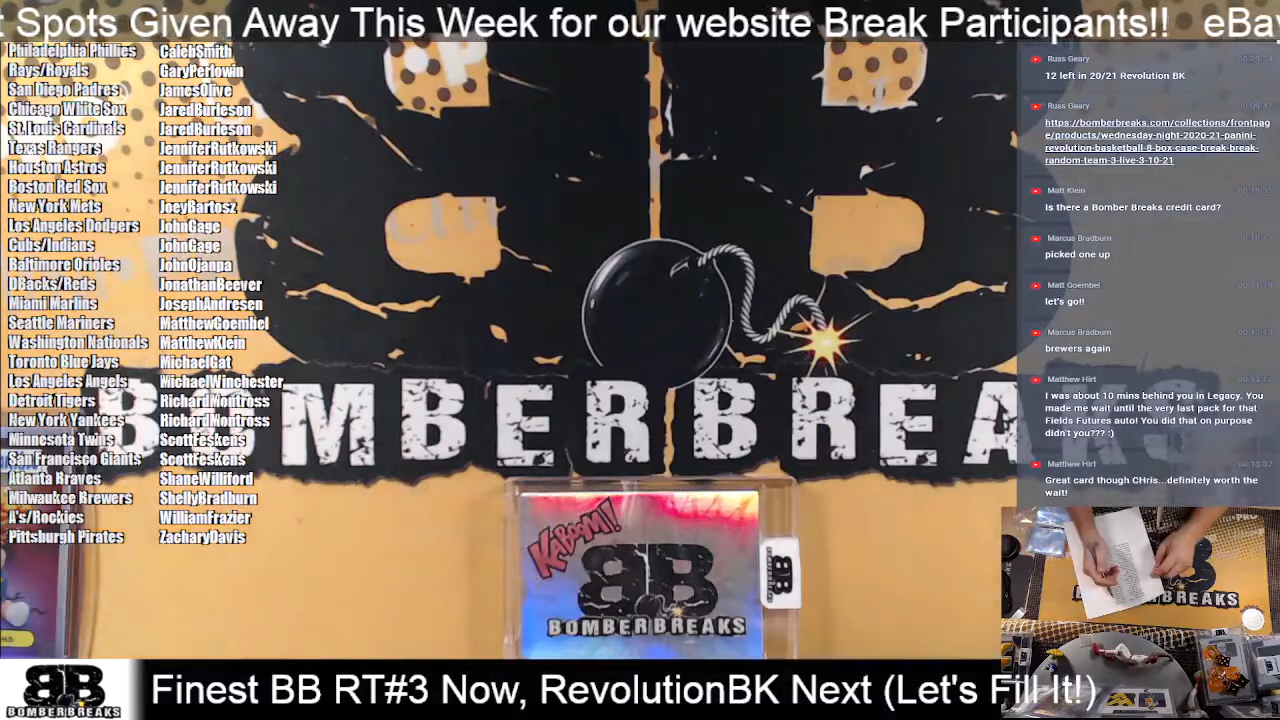 t Spots Given Away This Week for our website Break Participants!! eBay
Philadelphia Phillies CalebSmith
Rays/Royals GaryPerlowin
San Diego Padres JamesOlive
Chicago White Sox JaredBurleson
St. Louis Cardinals JaredBurleson
Texas Rangers JenniferRutkowski
Houston Astros JenniferRutkowski
Boston Red Sox JenniferRutkowski
New York Mets JoeyBartosz
Los Angeles Dodgers JohnGage
Cubs/Indians JohnGage
Baltimore Orioles JohnOjanpa
DBacks/Reds JonathanBeever
Miami Marlins JosephAndresen
Seattle Mariners MatthewGoembel
Washington Nationals MatthewKlein
Toronto Blue Jays MichaelGat
Los Angeles Angels MichaelWinchester
Detroit Tigers RichardMontross
New York Yankees RichardMontross
Minnesota Twins ScottFeskens
San Francisco Giants ScottFeskens
Atlanta Braves ShaneWilliford
Milwaukee Brewers ShellyBradburn
A's/Rockies WilliamFrazier
Pittsburgh Pirates ZacharyDavis
BOMBERBREAKS
KABOOM!
BB
BOMBERBREAKS
Russ Geary
12 left in 20/21 Revolution BK
Russ Geary
https://bomberbreaks.com/collections/frontpag
e/products/wednesday-night-2020-21-panini-
revolution-basketball-8-box-case-break-break-
random-team-3-live-3-10-21
Matt Klein
Is there a Bomber Breaks credit card?
Marcus Bradburn
picked one up
Matt Goembel
let's go!!
Marcus Bradburn
brewers again
Matthew Hirt
I was about 10 mins behind you in Legacy. You
made me wait until the very last pack for that
Fields Futures auto! You did that on purpose
didn't you??? :)
Matthew Hirt
Great card though CHris...definitely worth the
wait!
BB
BOMBERBREAKS
Finest BB RT#3 Now, RevolutionBK Next (Let's Fill It!)